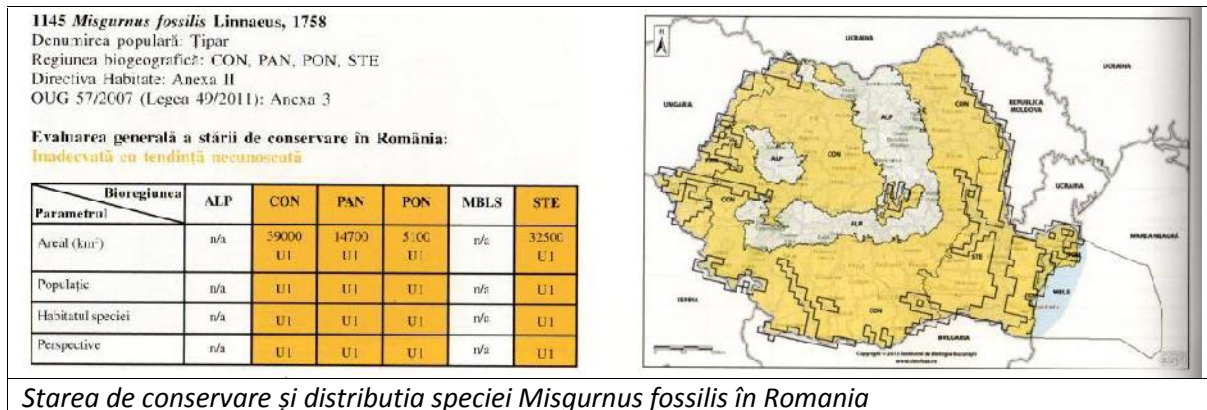 1145 Misgurnus fossilis Linnaeus, 1758
Denumirea populară: Țipar
Regiunea biogeografică: CON, PAN, PON, STE
Directiva Habitate: Anexa II
OUG 57/2007 (Legea 49/2011): Anexa 3
Evaluarea generală a stării de conservare în România:
Inadecvată cu tendință necunoscută
Bioregiunea
Parametrul
ALP CON PAN PON MBLS STE
Areal (km²) n/a 39000 14700 5100 n/a 32500
U1 U1 U1 U1
Populație n/a U1 U1 U1 n/a U1
Habitatul speciei n/a U1 U1 U1 n/a U1
Perspective n/a U1 U1 U1 n/a U1
N
UCRAINA
UCRAINA
UNGARIA
CON
REPUBLICA
MOLDOVA
ALP
PAN
ALP
CON
UCRAINA
CON
ALP
MAREA NEAGRĂ
STE
PON
MBLS
SERBIA
CON
BULGARIA
Starea de conservare și distributia speciei Misgurnus fossilis în Romania